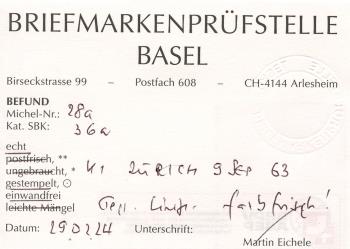 BRIEFMARKENPRÜFSTELLE
BASEL
Birseckstrasse 99 – Postfach 608 – CH-4144 Arlesheim
BEFUND
Michel-Nr.: 28a
Kat. SBK: 36a
echt
postfrisch, **
ungebraucht, * K1 ZÜRICH 9 SEP 63
gestempelt, ⊙
einwandfrei farbfrisch!
leichte Mängel
Datum: 29.02.24 Unterschrift:
Martin Eichele